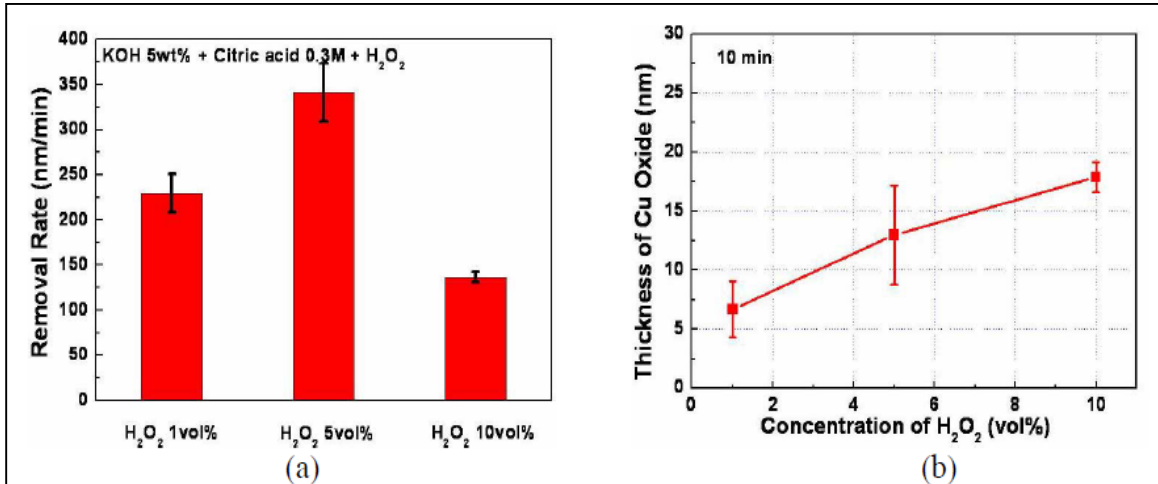 KOH 5wt% + Citric acid 0.3M + H₂O₂
Removal Rate (nm/min)
400
350
300
250
200
150
100
50
0
H₂O₂ 1vol%
H₂O₂ 5vol%
H₂O₂ 10vol%
(a)
10 min
Thickness of Cu Oxide (nm)
30
25
20
15
10
5
0
0 2 4 6 8 10
Concentration of H₂O₂ (vol%)
(b)